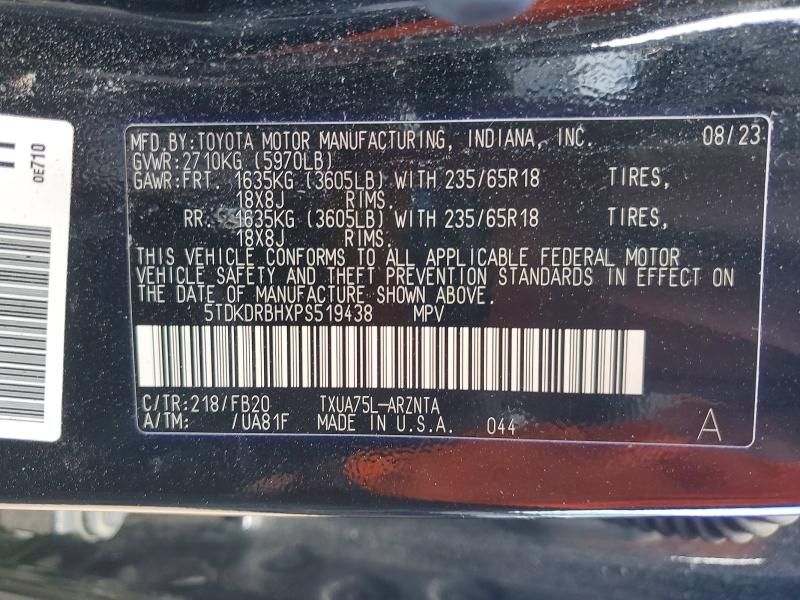 MFD.BY:TOYOTA MOTOR MANUFACTURING, INDIANA, INC. 08/23
GVWR:2710KG (5970LB)
GAWR:FRT. 1635KG (3605LB) WITH 235/65R18 TIRES,
18X8J RIMS.
RR. 1635KG (3605LB) WITH 235/65R18 TIRES,
18X8J RIMS.
THIS VEHICLE CONFORMS TO ALL APPLICABLE FEDERAL MOTOR
VEHICLE SAFETY AND THEFT PREVENTION STANDARDS IN EFFECT ON
THE DATE OF MANUFACTURE SHOWN ABOVE.
5TDKDRBHXPS519438 MPV
C/TR:218/FB20 TXUA75L-ARZNTA
A/TM: /UA81F MADE IN U.S.A. 044 A
0E710